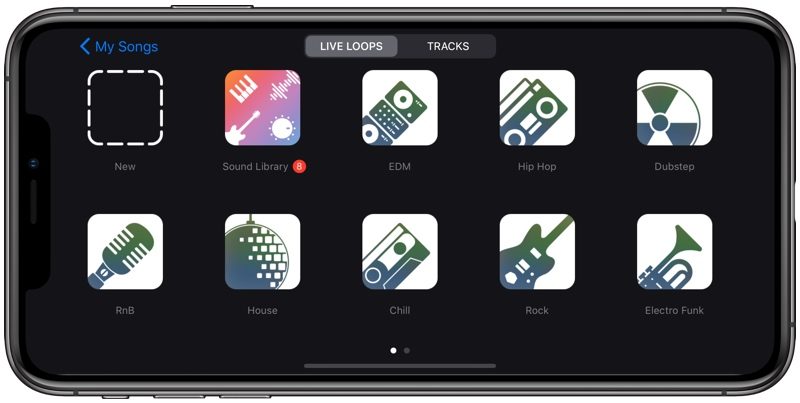 My Songs
LIVE LOOPS
TRACKS
New
Sound Library 8
EDM
Hip Hop
Dubstep
RnB
House
Chill
Rock
Electro Funk